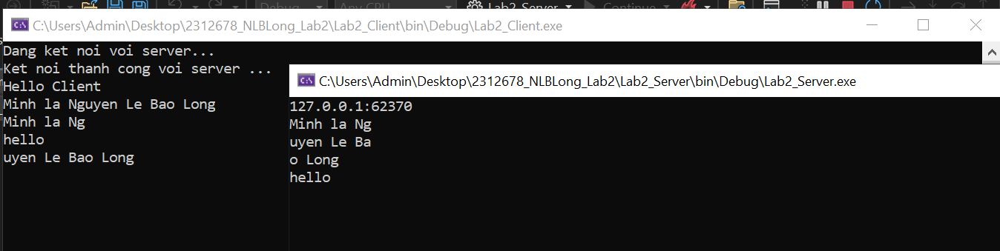 Debug
Any CPU
Lab2_Server
Continue
C:\Users\Admin\Desktop\2312678_NLBLong_Lab2\Lab2_Client\bin\Debug\Lab2_Client.exe
Dang ket noi voi server...
Ket noi thanh cong voi server ...
Hello Client
Minh la Nguyen Le Bao Long
Minh la Ng
hello
uyen Le Bao Long
C:\Users\Admin\Desktop\2312678_NLBLong_Lab2\Lab2_Server\bin\Debug\Lab2_Server.exe
127.0.0.1:62370
Minh la Ng
uyen Le Ba
o Long
hello